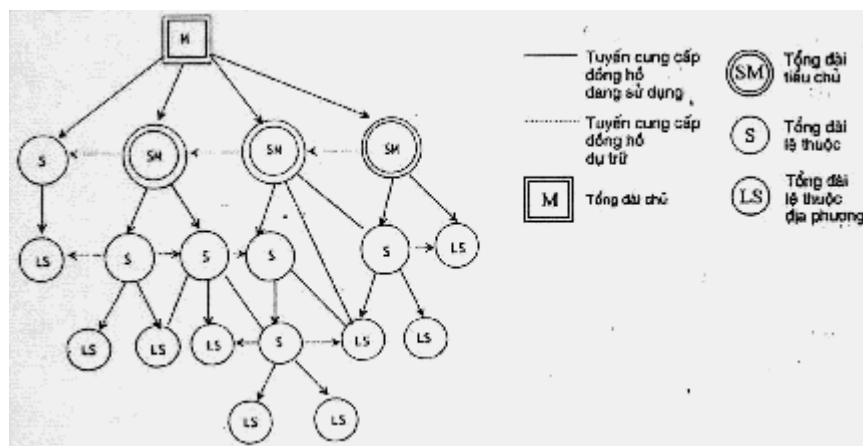 M
S
SM
SM
SM
LS
S
S
S
S
LS
LS
LS
LS
S
LS
LS
LS
LS
Tuyến cung cấp
đồng hồ
đang sử dụng
Tuyến cung cấp
đồng hồ
dự trữ
M
Tổng đài chủ
SM
Tổng đài
tiểu chủ
S
Tổng đài
lệ thuộc
LS
Tổng đài
lệ thuộc
địa phương